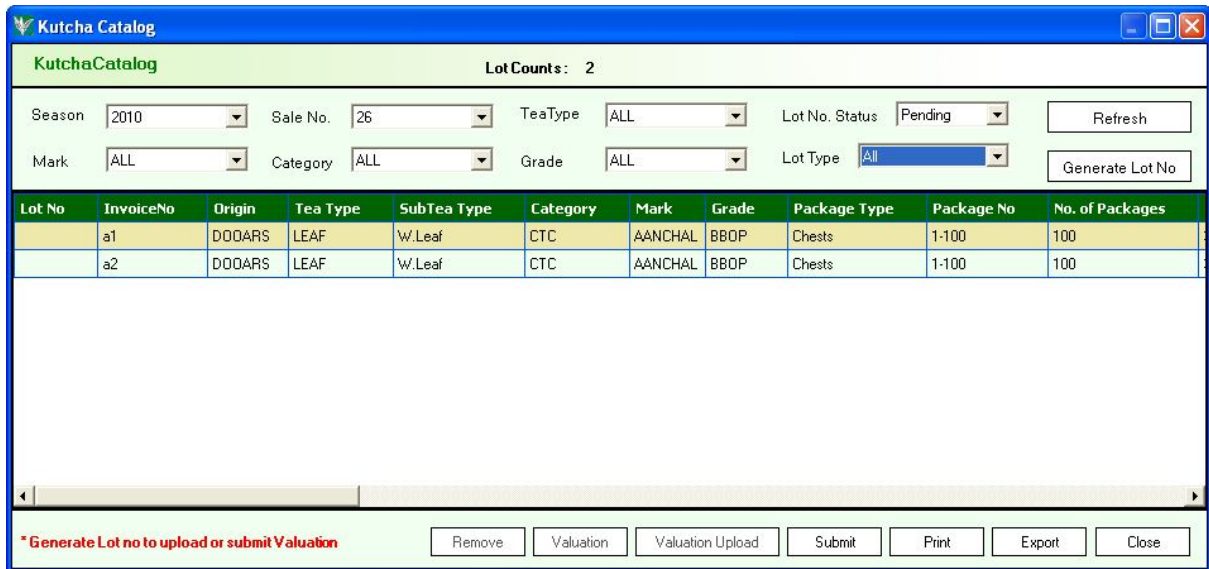 Kutcha Catalog
KutchaCatalog Lot Counts : 2
Season 2010 Sale No. 26 TeaType ALL Lot No. Status Pending Refresh
Mark ALL Category ALL Grade ALL Lot Type All Generate Lot No
Lot No InvoiceNo Origin Tea Type SubTea Type Category Mark Grade Package Type Package No No. of Packages
a1 DOOARS LEAF W.Leaf CTC AANCHAL BBOP Chests 1-100 100
a2 DOOARS LEAF W.Leaf CTC AANCHAL BBOP Chests 1-100 100
* Generate Lot no to upload or submit Valuation Remove Valuation Valuation Upload Submit Print Export Close